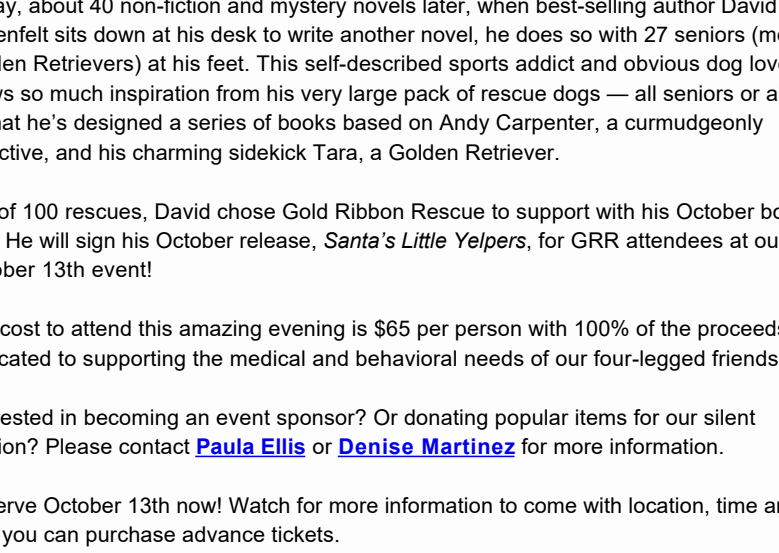 ay, about 40 non-fiction and mystery novels later, when best-selling author David
enfelt sits down at his desk to write another novel, he does so with 27 seniors (m
den Retrievers) at his feet. This self-described sports addict and obvious dog lov
ws so much inspiration from his very large pack of rescue dogs — all seniors or a
hat he’s designed a series of books based on Andy Carpenter, a curmudgeonly
ective, and his charming sidekick Tara, a Golden Retriever.
of 100 rescues, David chose Gold Ribbon Rescue to support with his October bo
. He will sign his October release, Santa’s Little Yelpers, for GRR attendees at ou
ober 13th event!
cost to attend this amazing evening is $65 per person with 100% of the proceeds
cated to supporting the medical and behavioral needs of our four-legged friends
rested in becoming an event sponsor? Or donating popular items for our silent
ion? Please contact Paula Ellis or Denise Martinez for more information.
erve October 13th now! Watch for more information to come with location, time a
you can purchase advance tickets.